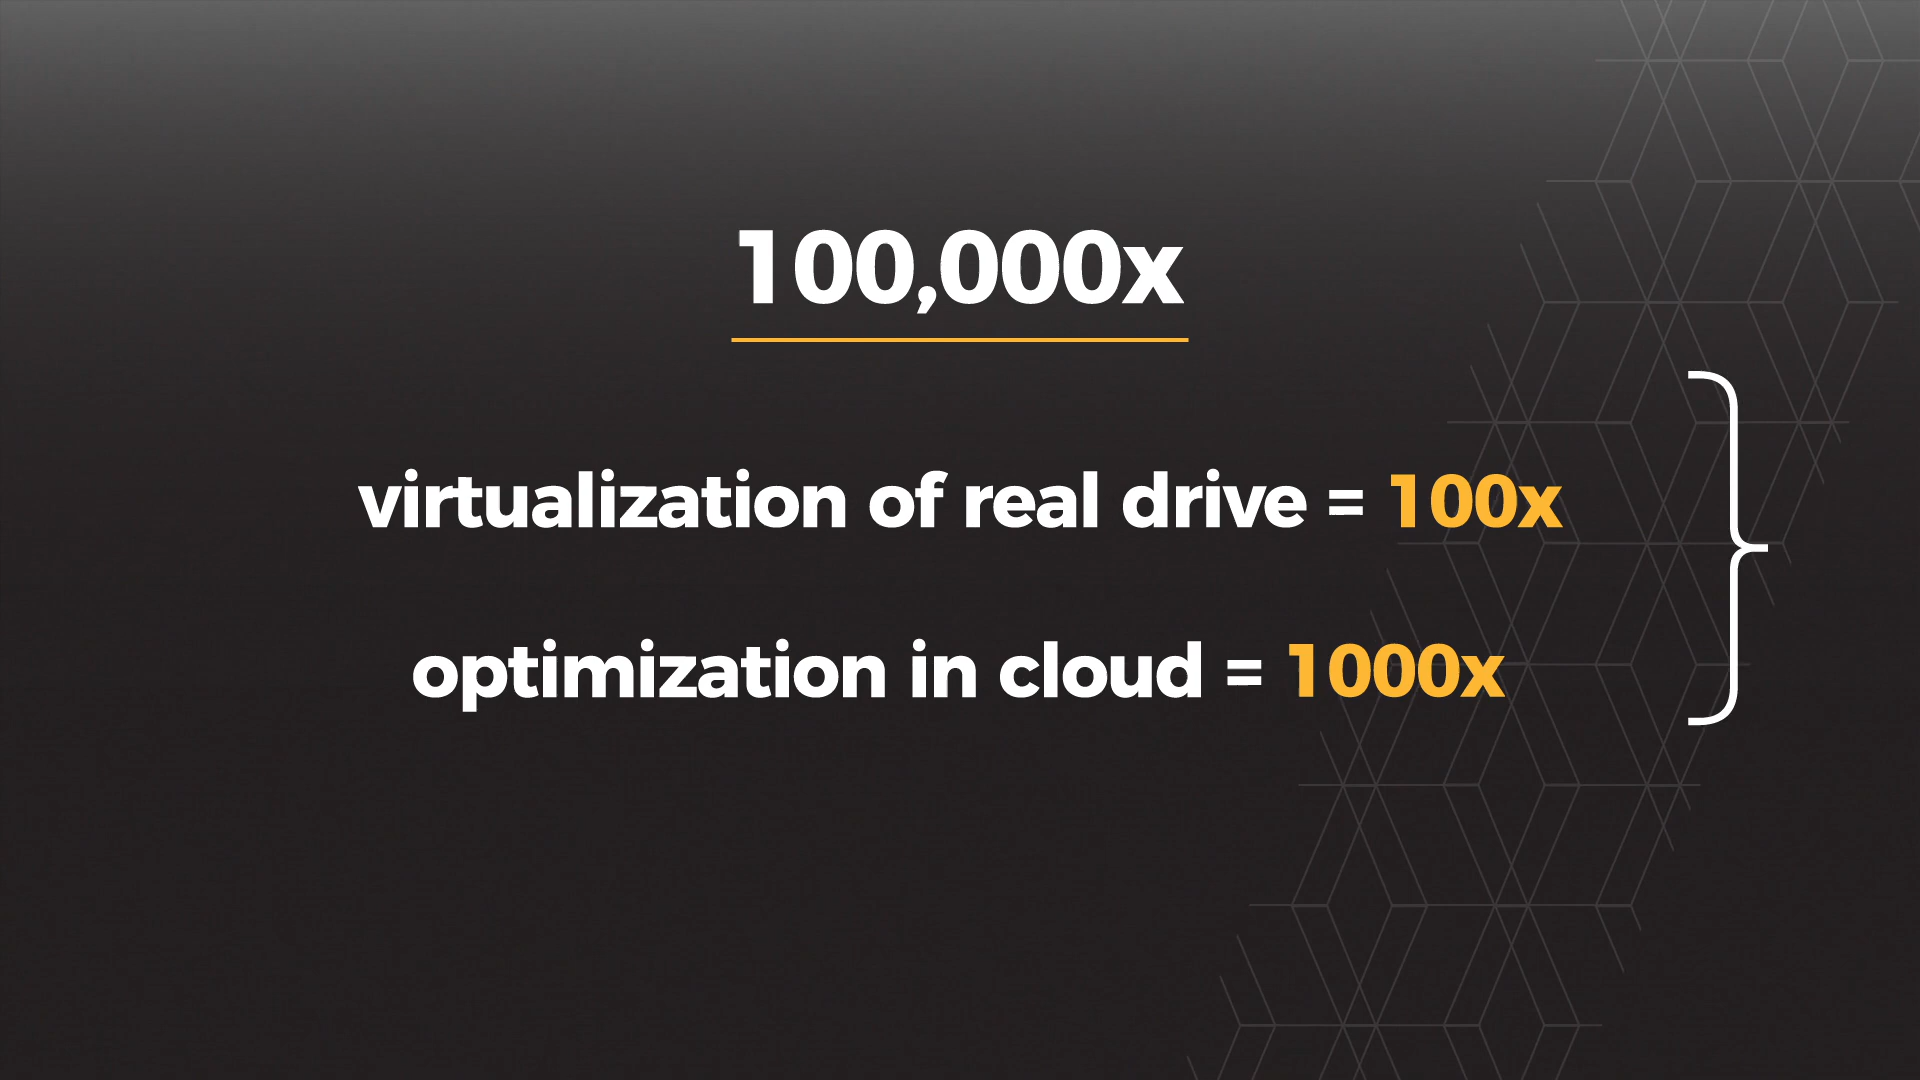 100,000x
virtualization of real drive = 100x
optimization in cloud = 1000x